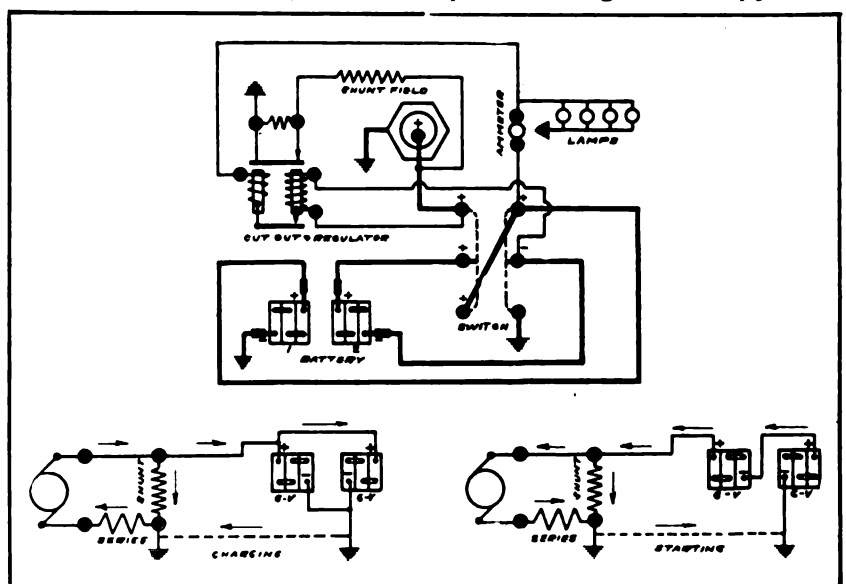 SHUNT FIELD
AMMETER
LAMPS
CUT OUT & REGULATOR
SWITCH
BATTERY
SHUNT
SERIES
CHARGING
6-V
6-V
SHUNT
SERIES
STARTING
6-V
6-V